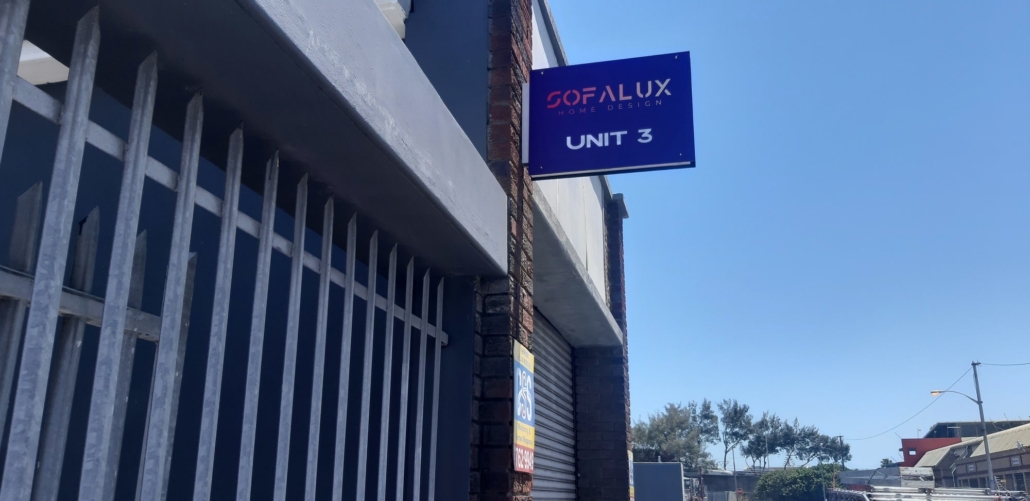 SOFALUX
HOME DESIGN
UNIT 3